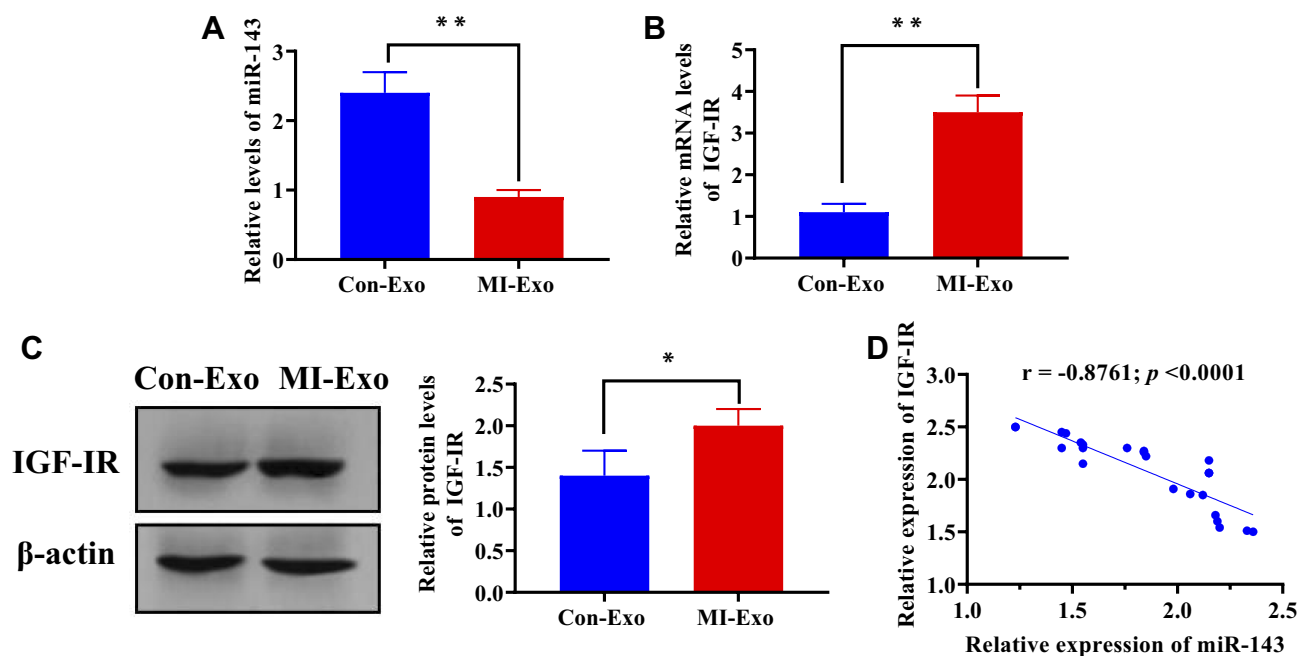 A
Relative levels of miR-143
**
3
2
1
0
Con-Exo MI-Exo
B
Relative mRNA levels
of IGF-IR
**
5
4
3
2
1
0
Con-Exo MI-Exo
C
Con-Exo MI-Exo
IGF-IR
β-actin
Relative protein levels
of IGF-IR
*
2.5
2.0
1.5
1.0
0.5
0.0
Con-Exo MI-Exo
D
Relative expression of IGF-IR
r = -0.8761; p <0.0001
3.0
2.5
2.0
1.5
1.0
1.0 1.5 2.0 2.5
Relative expression of miR-143